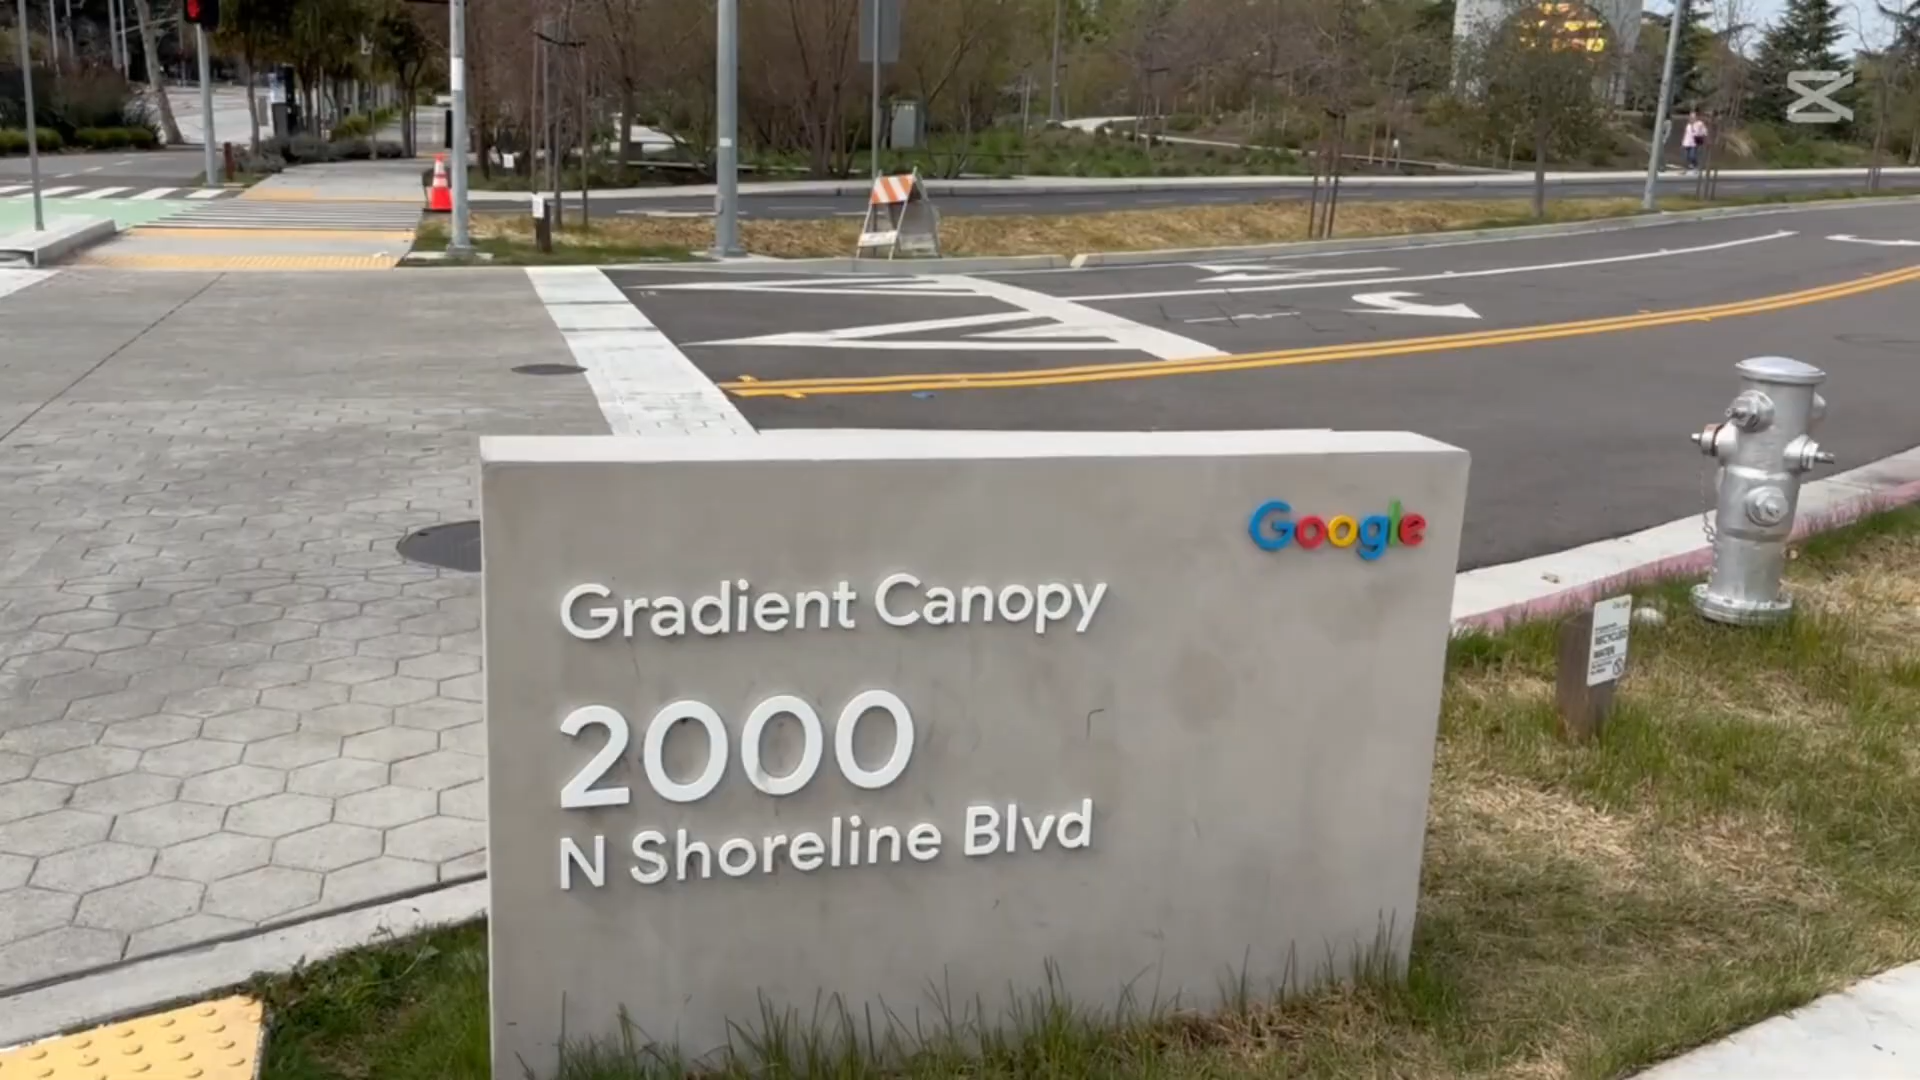 Google
Gradient Canopy
2000
N Shoreline Blvd
RECYCLED
WATER